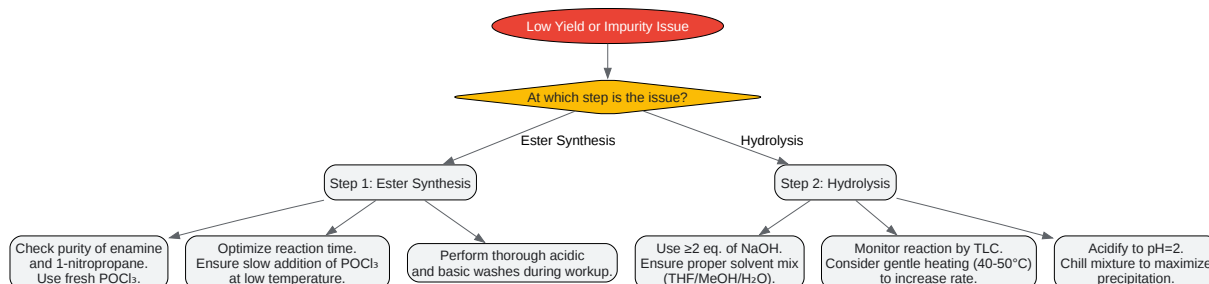 Low Yield or Impurity Issue
At which step is the issue?
Ester Synthesis
Hydrolysis
Step 1: Ester Synthesis
Step 2: Hydrolysis
Check purity of enamine
and 1-nitropropane.
Use fresh POCl₃.
Optimize reaction time.
Ensure slow addition of POCl₃
at low temperature.
Perform thorough acidic
and basic washes during workup.
Use ≥2 eq. of NaOH.
Ensure proper solvent mix
(THF/MeOH/H₂O).
Monitor reaction by TLC.
Consider gentle heating (40-50°C)
to increase rate.
Acidify to pH=2.
Chill mixture to maximize
precipitation.